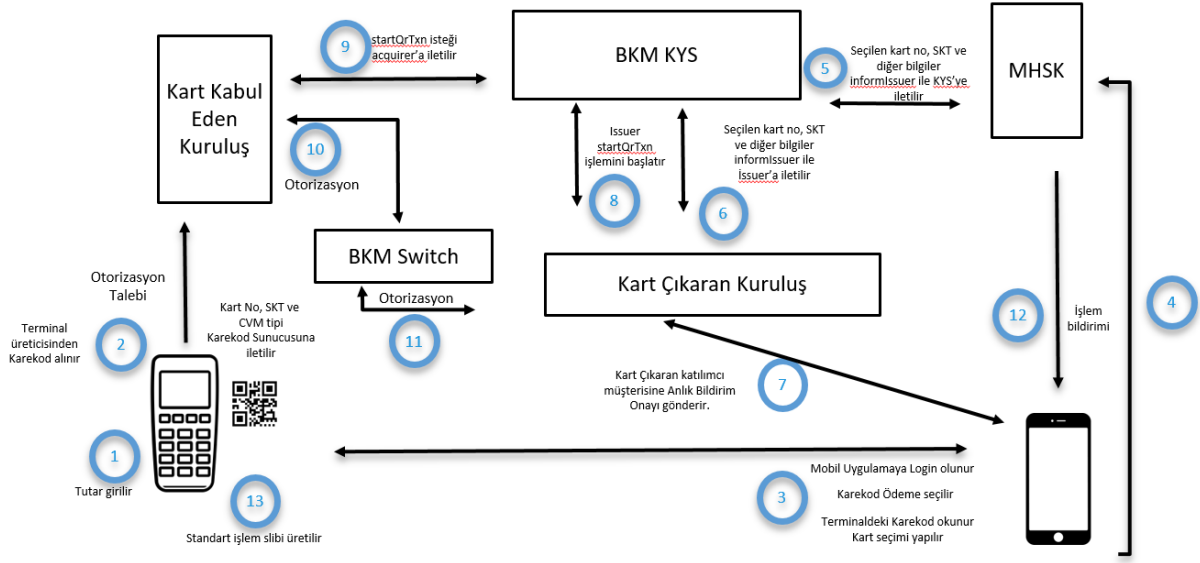 9
startQrTxn isteği
acquirer'a iletilir
Kart Kabul
Eden
Kuruluş
10
Otorizasyon
BKM KYS
5
Seçilen kart no, SKT ve
diğer bilgiler
informIssuer ile KYS'ye
iletilir
MHSK
Issuer
startQrTxn
işlemini başlatır
8
Seçilen kart no, SKT
ve diğer bilgiler
informIssuer ile
İssuer'a iletilir
6
BKM Switch
Otorizasyon
11
Kart Çıkaran Kuruluş
Otorizasyon
Talebi
Terminal
üreticisinden
Karekod alınır
2
Kart No, SKT ve
CVM tipi
Karekod Sunucusuna
iletilir
12
İşlem
bildirimi
4
Kart Çıkaran katılımcı
müşterisine Anlık Bildirim
Onayı gönderir.
7
1
Tutar girilir
13
Standart işlem slibi üretilir
3
Mobil Uygulamaya Login olunur
Karekod Ödeme seçilir
Terminaldeki Karekod okunur
Kart seçimi yapılır